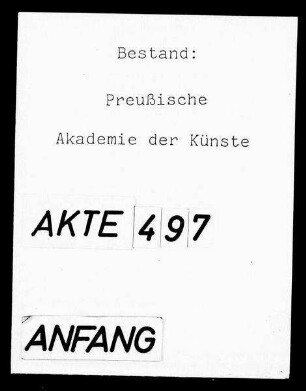 Bestand:
Preußische
Akademie der Künste
AKTE 497
ANFANG